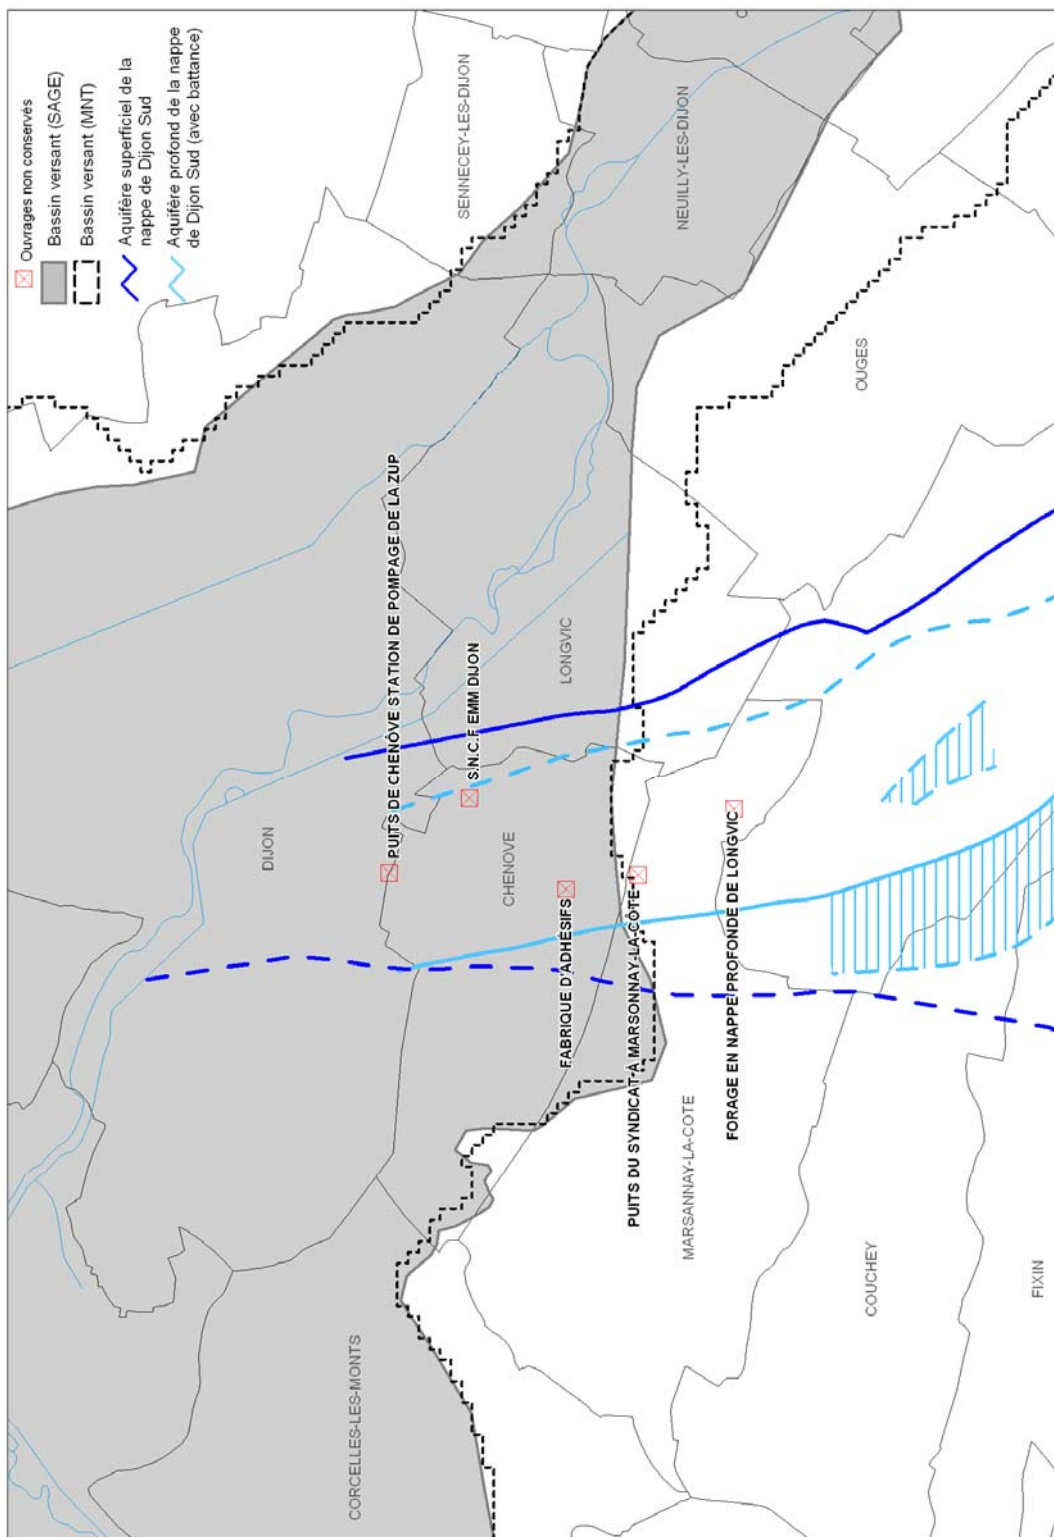 Ouvrages non conservés
Bassin versant (SAGE)
Bassin versant (MNT)
Aquifère superficiel de la
nappe de Dijon Sud
Aquifère profond de la nappe
de Dijon Sud (avec battance)
SENNECEY-LES-DIJON
NEUILLY-LES-DIJON
OUGES
PUITS DE CHENÔVE STATION DE POMPAGE DE LA ZUP
S.N.C.F EMM DIJON
LONGVIC
DIJON
CHENOVE
FABRIQUE D'ADHÉSIFS
PUITS DU SYNDICAT À MARSONNAY-LA-CÔTE
FORAGE EN NAPPE PROFONDE DE LONGVIC
MARSANNAY-LA-COTE
CORCELLES-LES-MONTS
COUCHEY
FIXIN